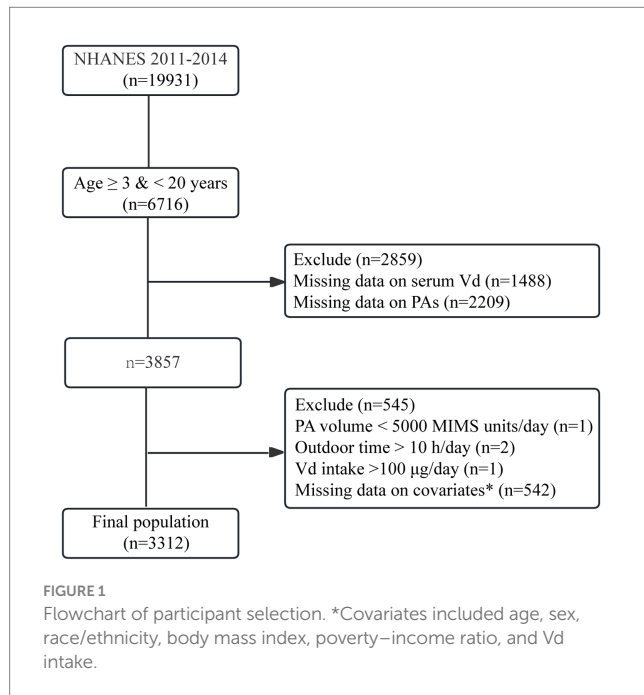 NHANES 2011-2014
(n=19931)
Age ≥ 3 & < 20 years
(n=6716)
Exclude (n=2859)
Missing data on serum Vd (n=1488)
Missing data on PAs (n=2209)
n=3857
Exclude (n=545)
PA volume < 5000 MIMS units/day (n=1)
Outdoor time > 10 h/day (n=2)
Vd intake >100 μg/day (n=1)
Missing data on covariates* (n=542)
Final population
(n=3312)
FIGURE 1
Flowchart of participant selection. *Covariates included age, sex,
race/ethnicity, body mass index, poverty–income ratio, and Vd
intake.